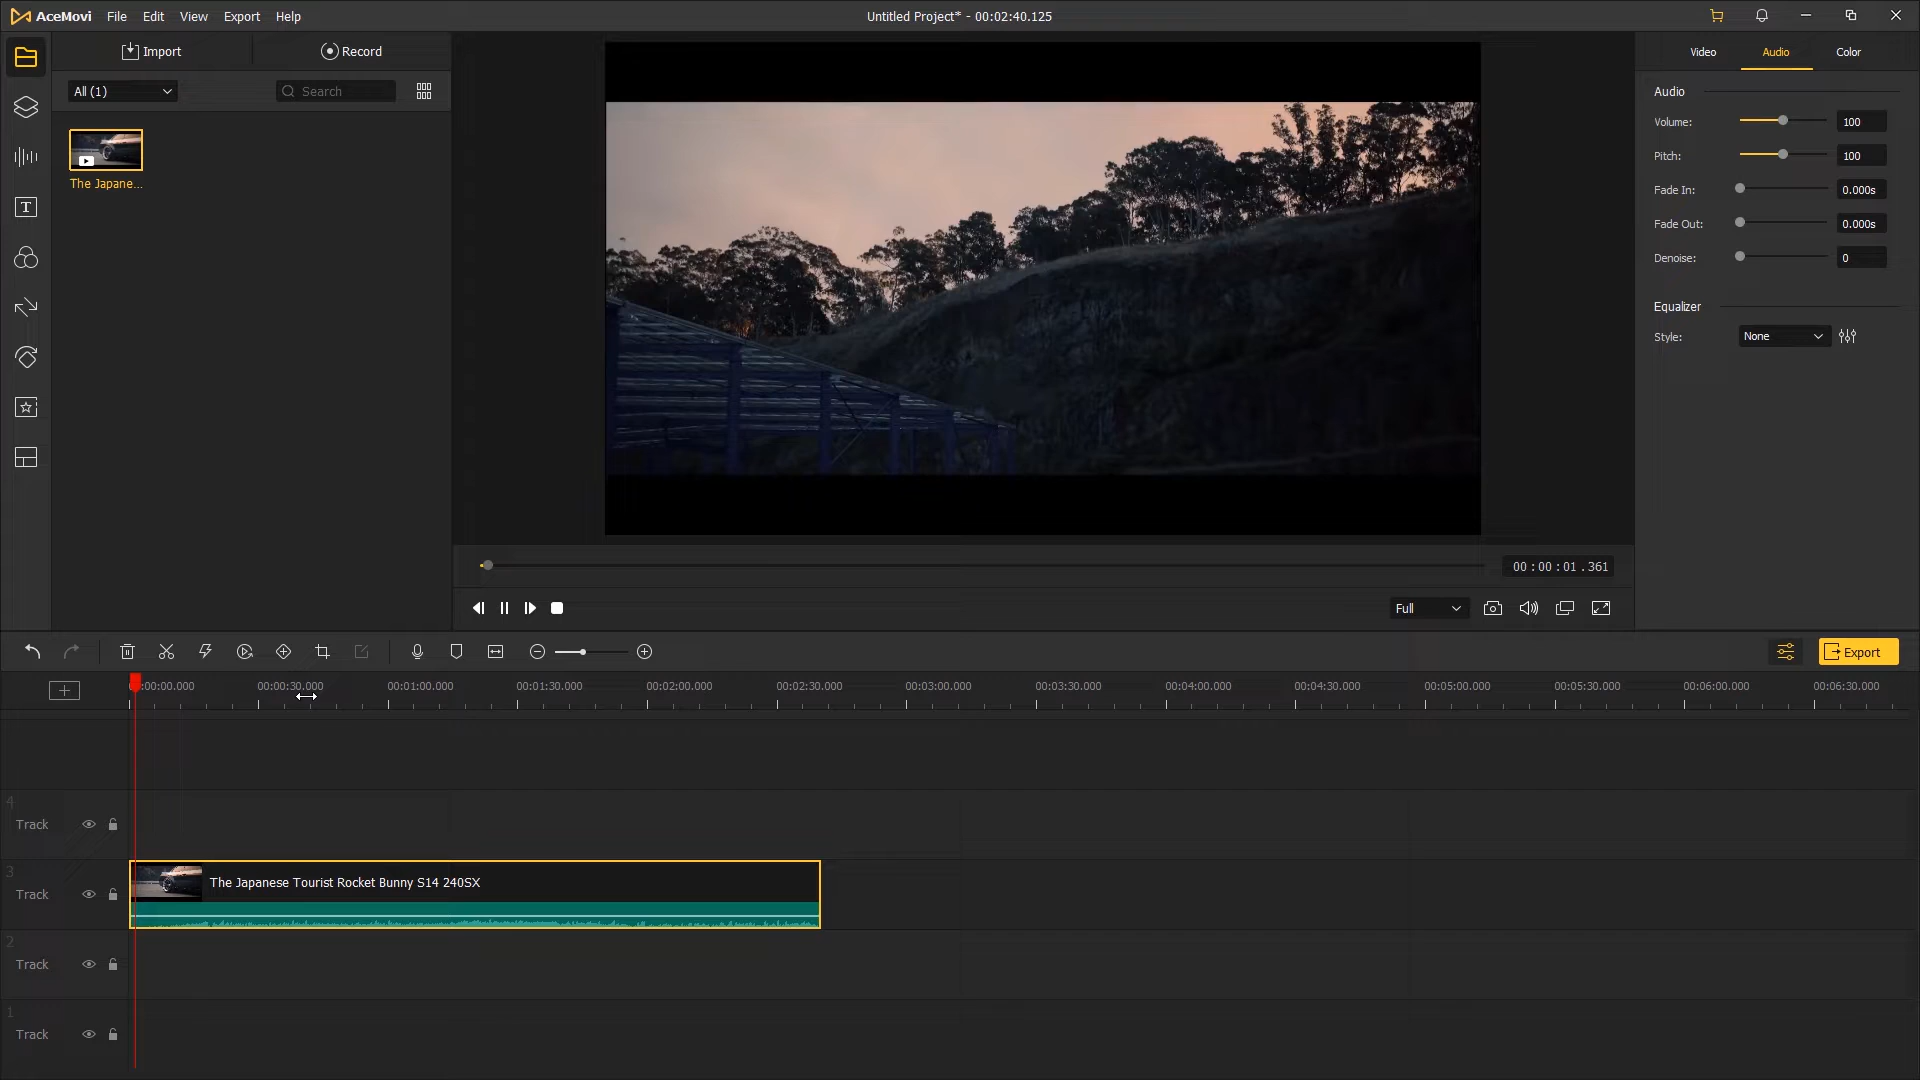 AceMovi File Edit View Export Help Untitled Project* - 00:02:40.125
Import Record Video Audio Color
All (1) Search
Audio
Volume: 100
Pitch: 100
The Japane...
Fade In: 0.000s
Fade Out: 0.000s
Denoise: 0
Equalizer
Style: None
00 : 00 : 01 . 361
Full
Export
00:00:00.000 00:00:30.000 00:01:00.000 00:01:30.000 00:02:00.000 00:02:30.000 00:03:00.000 00:03:30.000 00:04:00.000 00:04:30.000 00:05:00.000 00:05:30.000 00:06:00.000 00:06:30.000
4
Track
3
The Japanese Tourist Rocket Bunny S14 240SX
Track
2
Track
1
Track